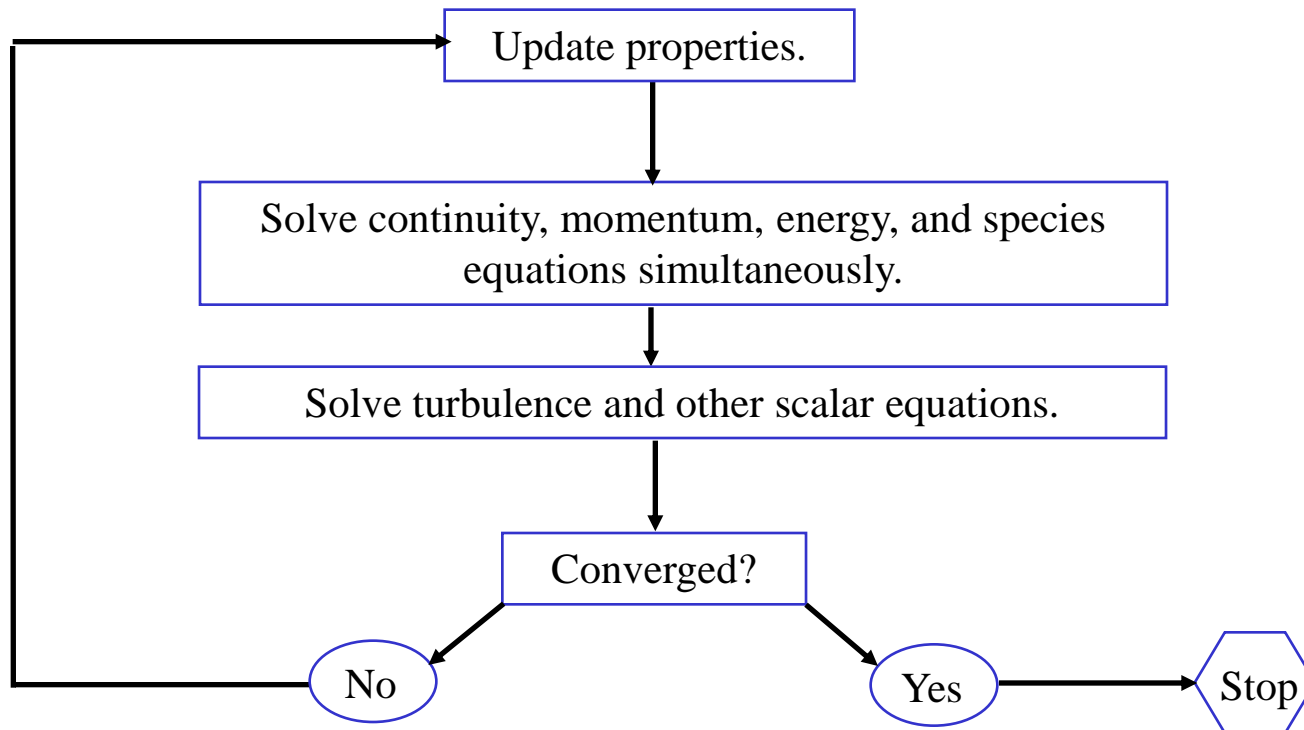 Update properties.
Solve continuity, momentum, energy, and species
equations simultaneously.
Solve turbulence and other scalar equations.
Converged?
No
Yes
Stop